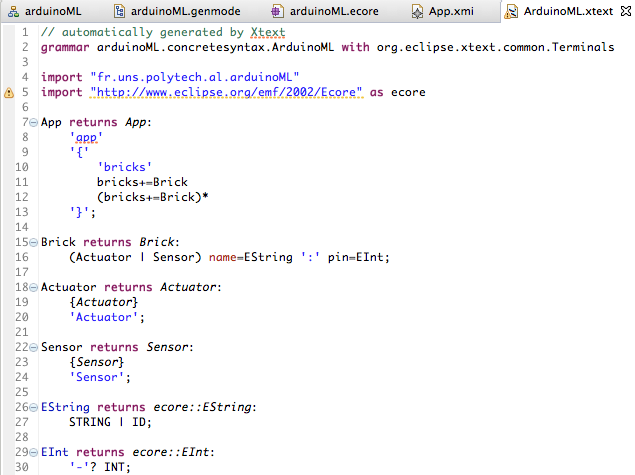 arduinoML arduinoML.genmode arduinoML.ecore App.xmi ArduinoML.xtext
1 // automatically generated by Xtext
2 grammar arduinoML.concretesyntax.ArduinoML with org.eclipse.xtext.common.Terminals
3
4 import "fr.uns.polytech.al.arduinoML"
5 import "http://www.eclipse.org/emf/2002/Ecore" as ecore
6
7 App returns App:
8 'app'
9 '{'
10 'bricks'
11 bricks+=Brick
12 (bricks+=Brick)*
13 '}';
14
15 Brick returns Brick:
16 (Actuator | Sensor) name=EString ':' pin=EInt;
17
18 Actuator returns Actuator:
19 {Actuator}
20 'Actuator';
21
22 Sensor returns Sensor:
23 {Sensor}
24 'Sensor';
25
26 EString returns ecore::EString:
27 STRING | ID;
28
29 EInt returns ecore::EInt:
30 '-'? INT;